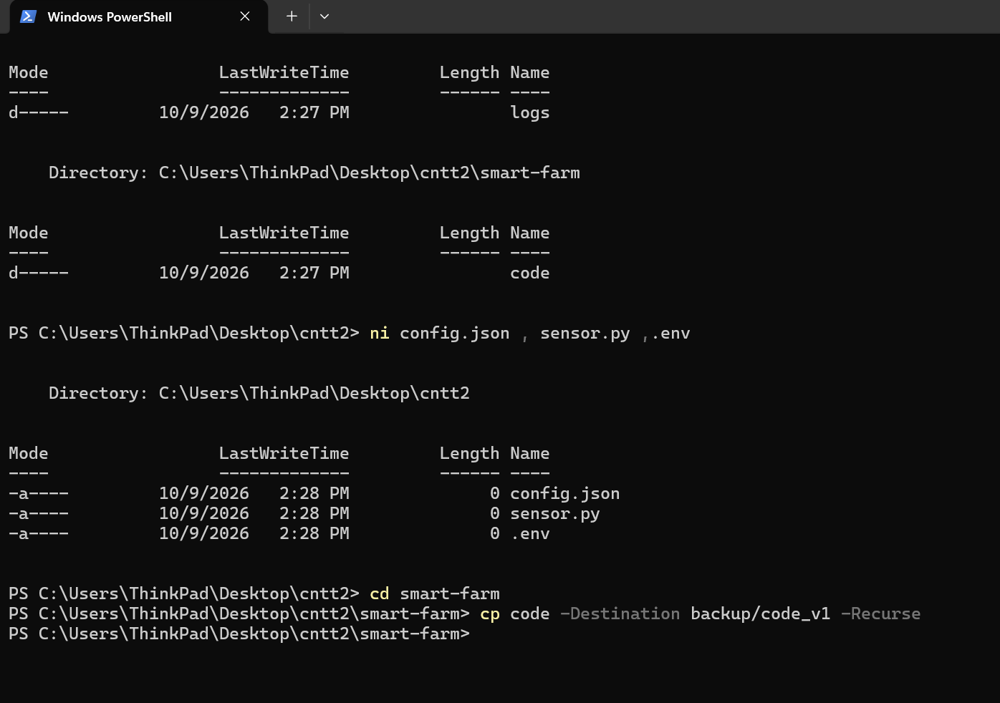 Windows PowerShell
Mode                 LastWriteTime         Length Name
----                 -------------         ------ ----
d-----         10/9/2026   2:27 PM                logs
    Directory: C:\Users\ThinkPad\Desktop\cntt2\smart-farm
Mode                 LastWriteTime         Length Name
----                 -------------         ------ ----
d-----         10/9/2026   2:27 PM                code
PS C:\Users\ThinkPad\Desktop\cntt2> ni config.json , sensor.py ,.env
    Directory: C:\Users\ThinkPad\Desktop\cntt2
Mode                 LastWriteTime         Length Name
----                 -------------         ------ ----
-a----         10/9/2026   2:28 PM              0 config.json
-a----         10/9/2026   2:28 PM              0 sensor.py
-a----         10/9/2026   2:28 PM              0 .env
PS C:\Users\ThinkPad\Desktop\cntt2> cd smart-farm
PS C:\Users\ThinkPad\Desktop\cntt2\smart-farm> cp code -Destination backup/code_v1 -Recurse
PS C:\Users\ThinkPad\Desktop\cntt2\smart-farm>